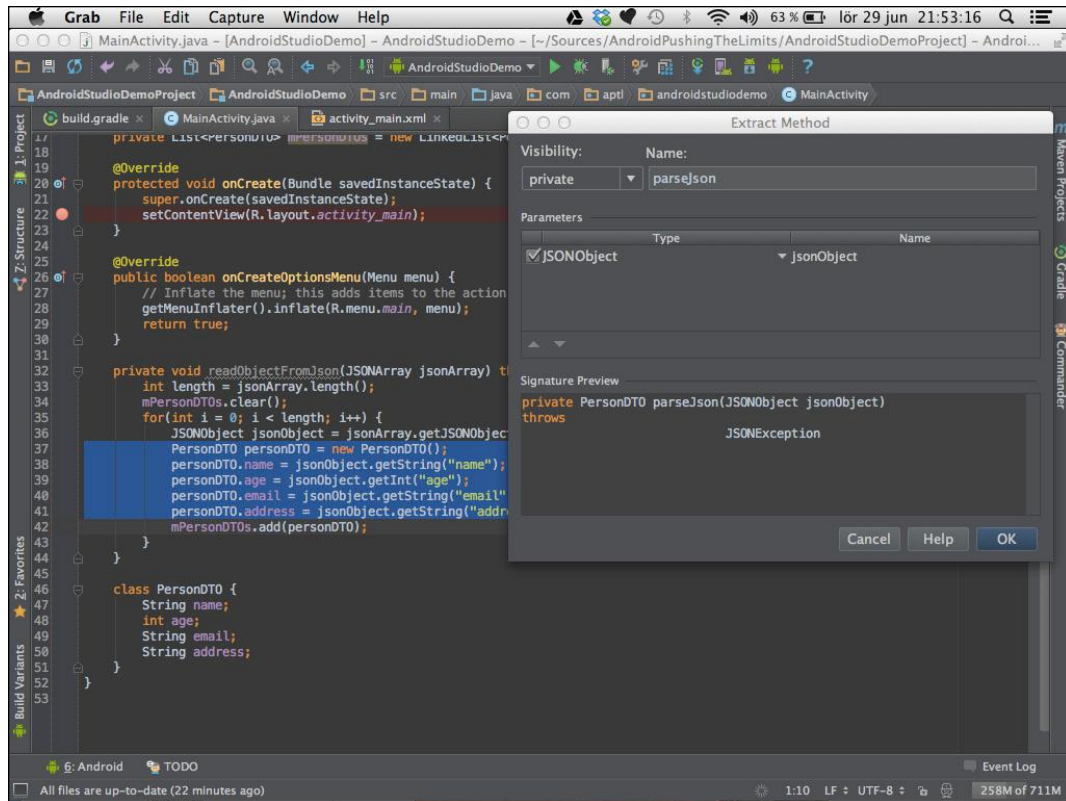 Grab File Edit Capture Window Help 63 % lör 29 jun 21:53:16
MainActivity.java – [AndroidStudioDemo] – AndroidStudioDemo – [~/Sources/AndroidPushingTheLimits/AndroidStudioDemoProject] – Androi...
AndroidStudioDemo
AndroidStudioDemoProject AndroidStudioDemo src main java com aptl androidstudiodemo MainActivity
build.gradle MainActivity.java activity_main.xml
1: Project
Z: Structure
2: Favorites
Build Variants
17 private List<PersonDTO> mPersonDTOs = new LinkedList<P
18
19 @Override
20 protected void onCreate(Bundle savedInstanceState) {
21 super.onCreate(savedInstanceState);
22 setContentView(R.layout.activity_main);
23 }
24
25 @Override
26 public boolean onCreateOptionsMenu(Menu menu) {
27 // Inflate the menu; this adds items to the action
28 getMenuInflater().inflate(R.menu.main, menu);
29 return true;
30 }
31
32 private void readObjectFromJson(JSONArray jsonArray) th
33 int length = jsonArray.length();
34 mPersonDTOs.clear();
35 for(int i = 0; i < length; i++) {
36 JSONObject jsonObject = jsonArray.getJSONObjec
37 PersonDTO personDTO = new PersonDTO();
38 personDTO.name = jsonObject.getString("name");
39 personDTO.age = jsonObject.getInt("age");
40 personDTO.email = jsonObject.getString("email"
41 personDTO.address = jsonObject.getString("addr
42 mPersonDTOs.add(personDTO);
43 }
44 }
45
46 class PersonDTO {
47 String name;
48 int age;
49 String email;
50 String address;
51 }
52 }
53
Extract Method
Visibility: Name:
private parseJson
Parameters
Type Name
JSONObject jsonObject
Signature Preview
private PersonDTO parseJson(JSONObject jsonObject)
throws
JSONException
Cancel Help OK
Maven Projects
Gradle
Commander
6: Android TODO Event Log
All files are up-to-date (22 minutes ago) 1:10 LF UTF-8 258M of 711M